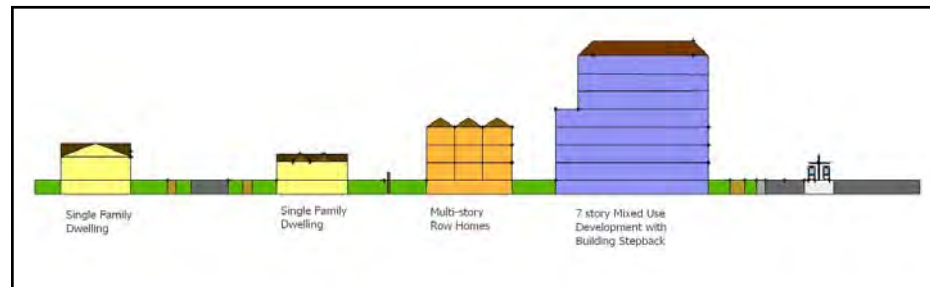 Single Family
Dwelling
Single Family
Dwelling
Multi-story
Row Homes
7 story Mixed Use
Development with
Building Stepback